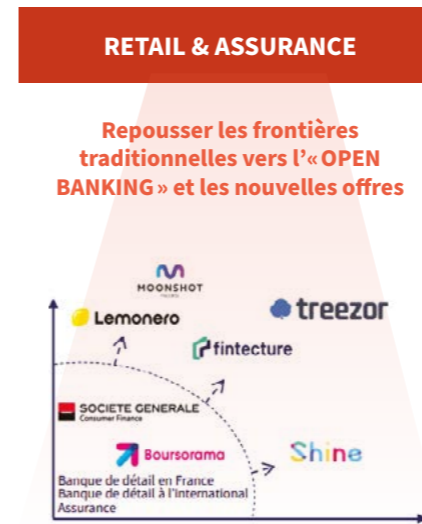 RETAIL & ASSURANCE
Repousser les frontières
traditionnelles vers l'« OPEN
BANKING » et les nouvelles offres
MOONSHOT
Lemonero
treezor
fintecture
SOCIETE GENERALE
Consumer Finance
Boursorama
Shine
Banque de détail en France
Banque de détail à l'International
Assurance